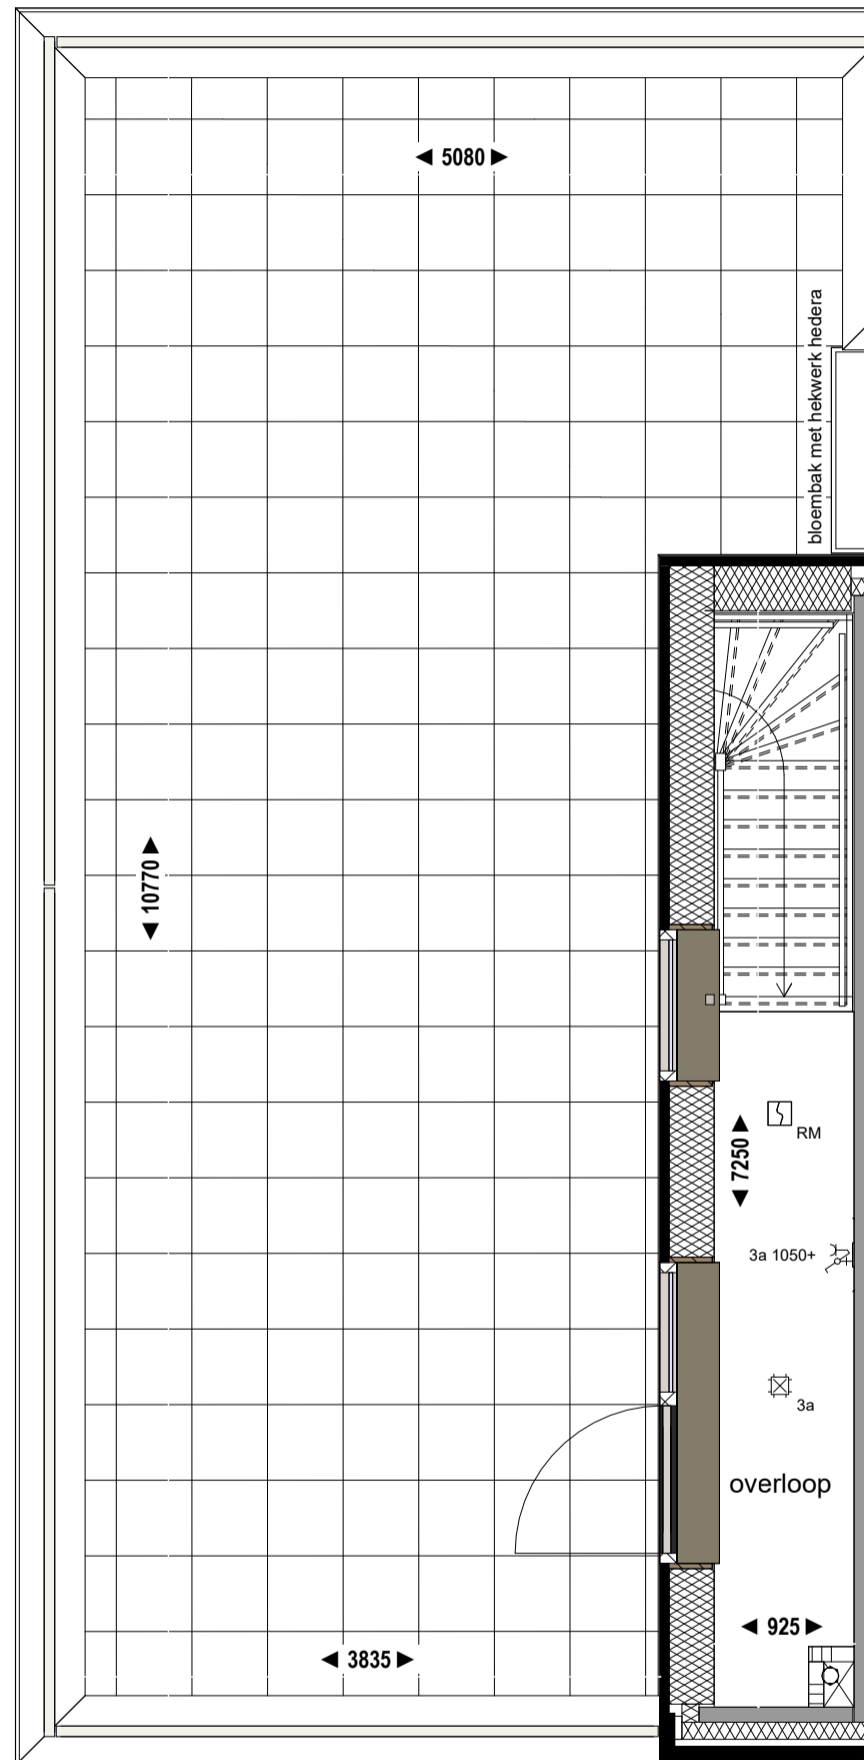 ◄ 5080 ►
bloembak met hekwerk hedera
◄ 10770 ►
RM
◄ 7250 ►
3a 1050+
3a
overloop
◄ 925 ►
◄ 3835 ►